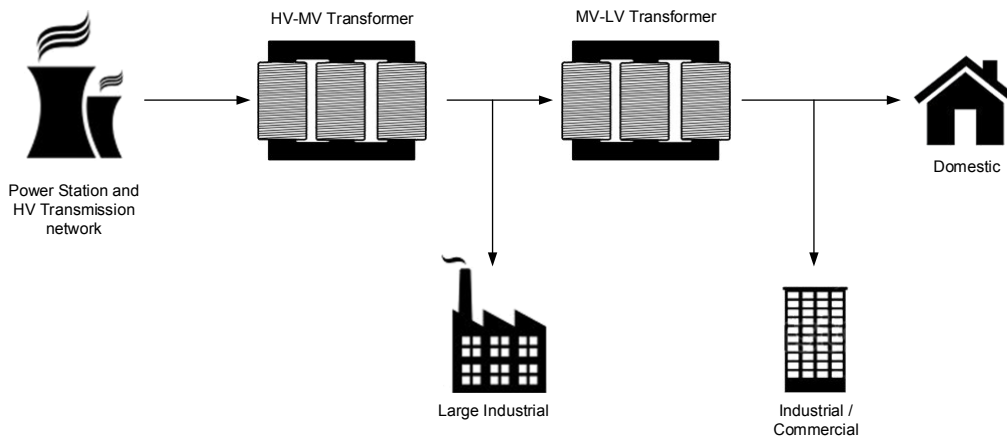 HV-MV Transformer
MV-LV Transformer
Power Station and
HV Transmission
network
Domestic
Large Industrial
Industrial /
Commercial